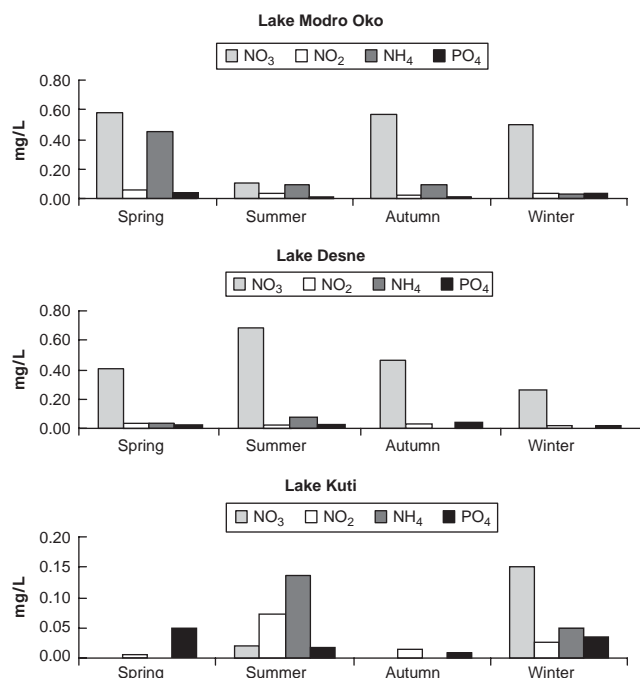 Lake Modro Oko
NO₃ NO₂ NH₄ PO₄
0.80
0.60
0.40
0.20
0.00
mg/L
Spring Summer Autumn Winter
Lake Desne
NO₃ NO₂ NH₄ PO₄
0.80
0.60
0.40
0.20
0.00
mg/L
Spring Summer Autumn Winter
Lake Kuti
NO₃ NO₂ NH₄ PO₄
0.20
0.15
0.10
0.05
0.00
mg/L
Spring Summer Autumn Winter